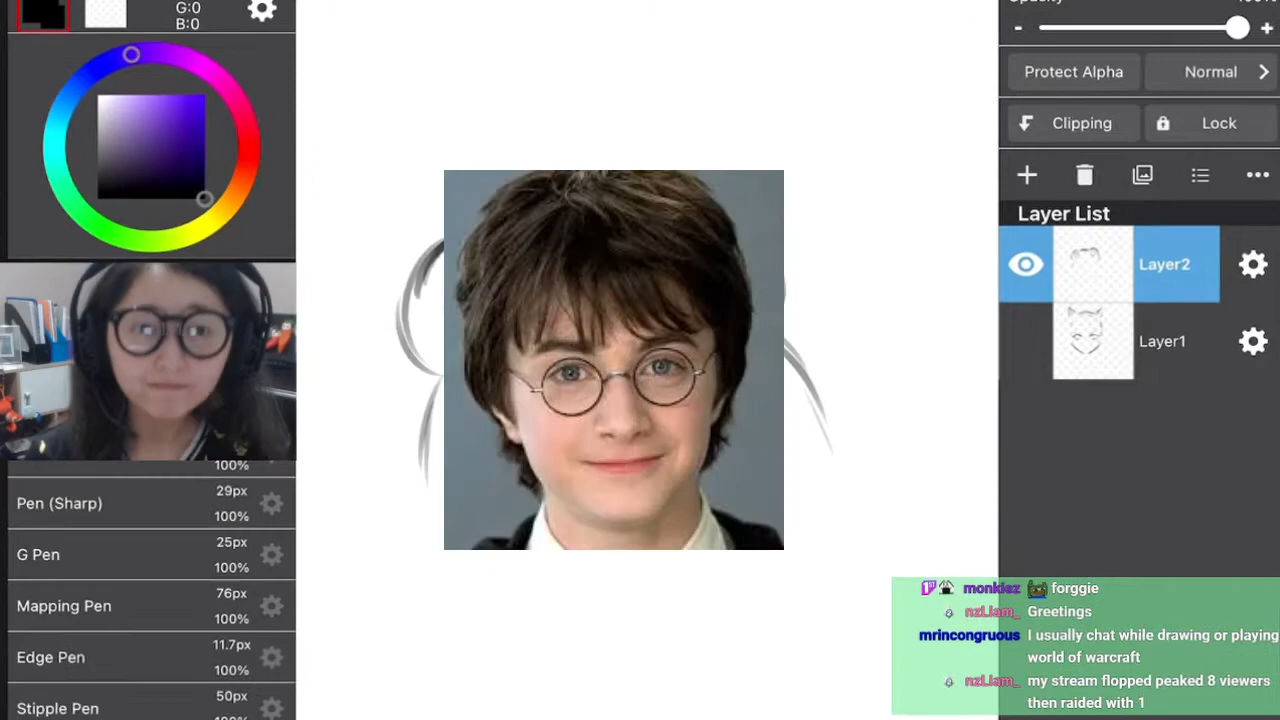 G:0
B:0
100%
Pen (Sharp)
29px
100%
G Pen
25px
100%
Mapping Pen
76px
100%
Edge Pen
11.7px
100%
Stipple Pen
50px
-
+
Protect Alpha
Normal
Clipping
Lock
Layer List
Layer2
Layer1
monkiez forggie
nzLiam_ Greetings
mrincongruous I usually chat while drawing or playing
world of warcraft
nzLiam_ my stream flopped peaked 8 viewers
then raided with 1